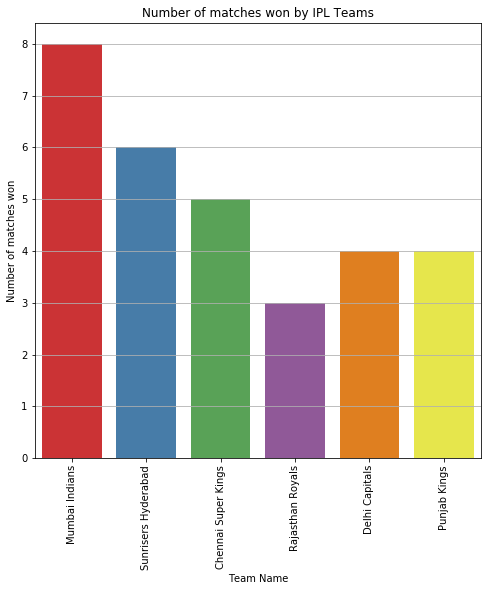 Number of matches won by IPL Teams
Number of matches won
8
7
6
5
4
3
2
1
0
Mumbai Indians
Sunrisers Hyderabad
Chennai Super Kings
Rajasthan Royals
Delhi Capitals
Punjab Kings
Team Name